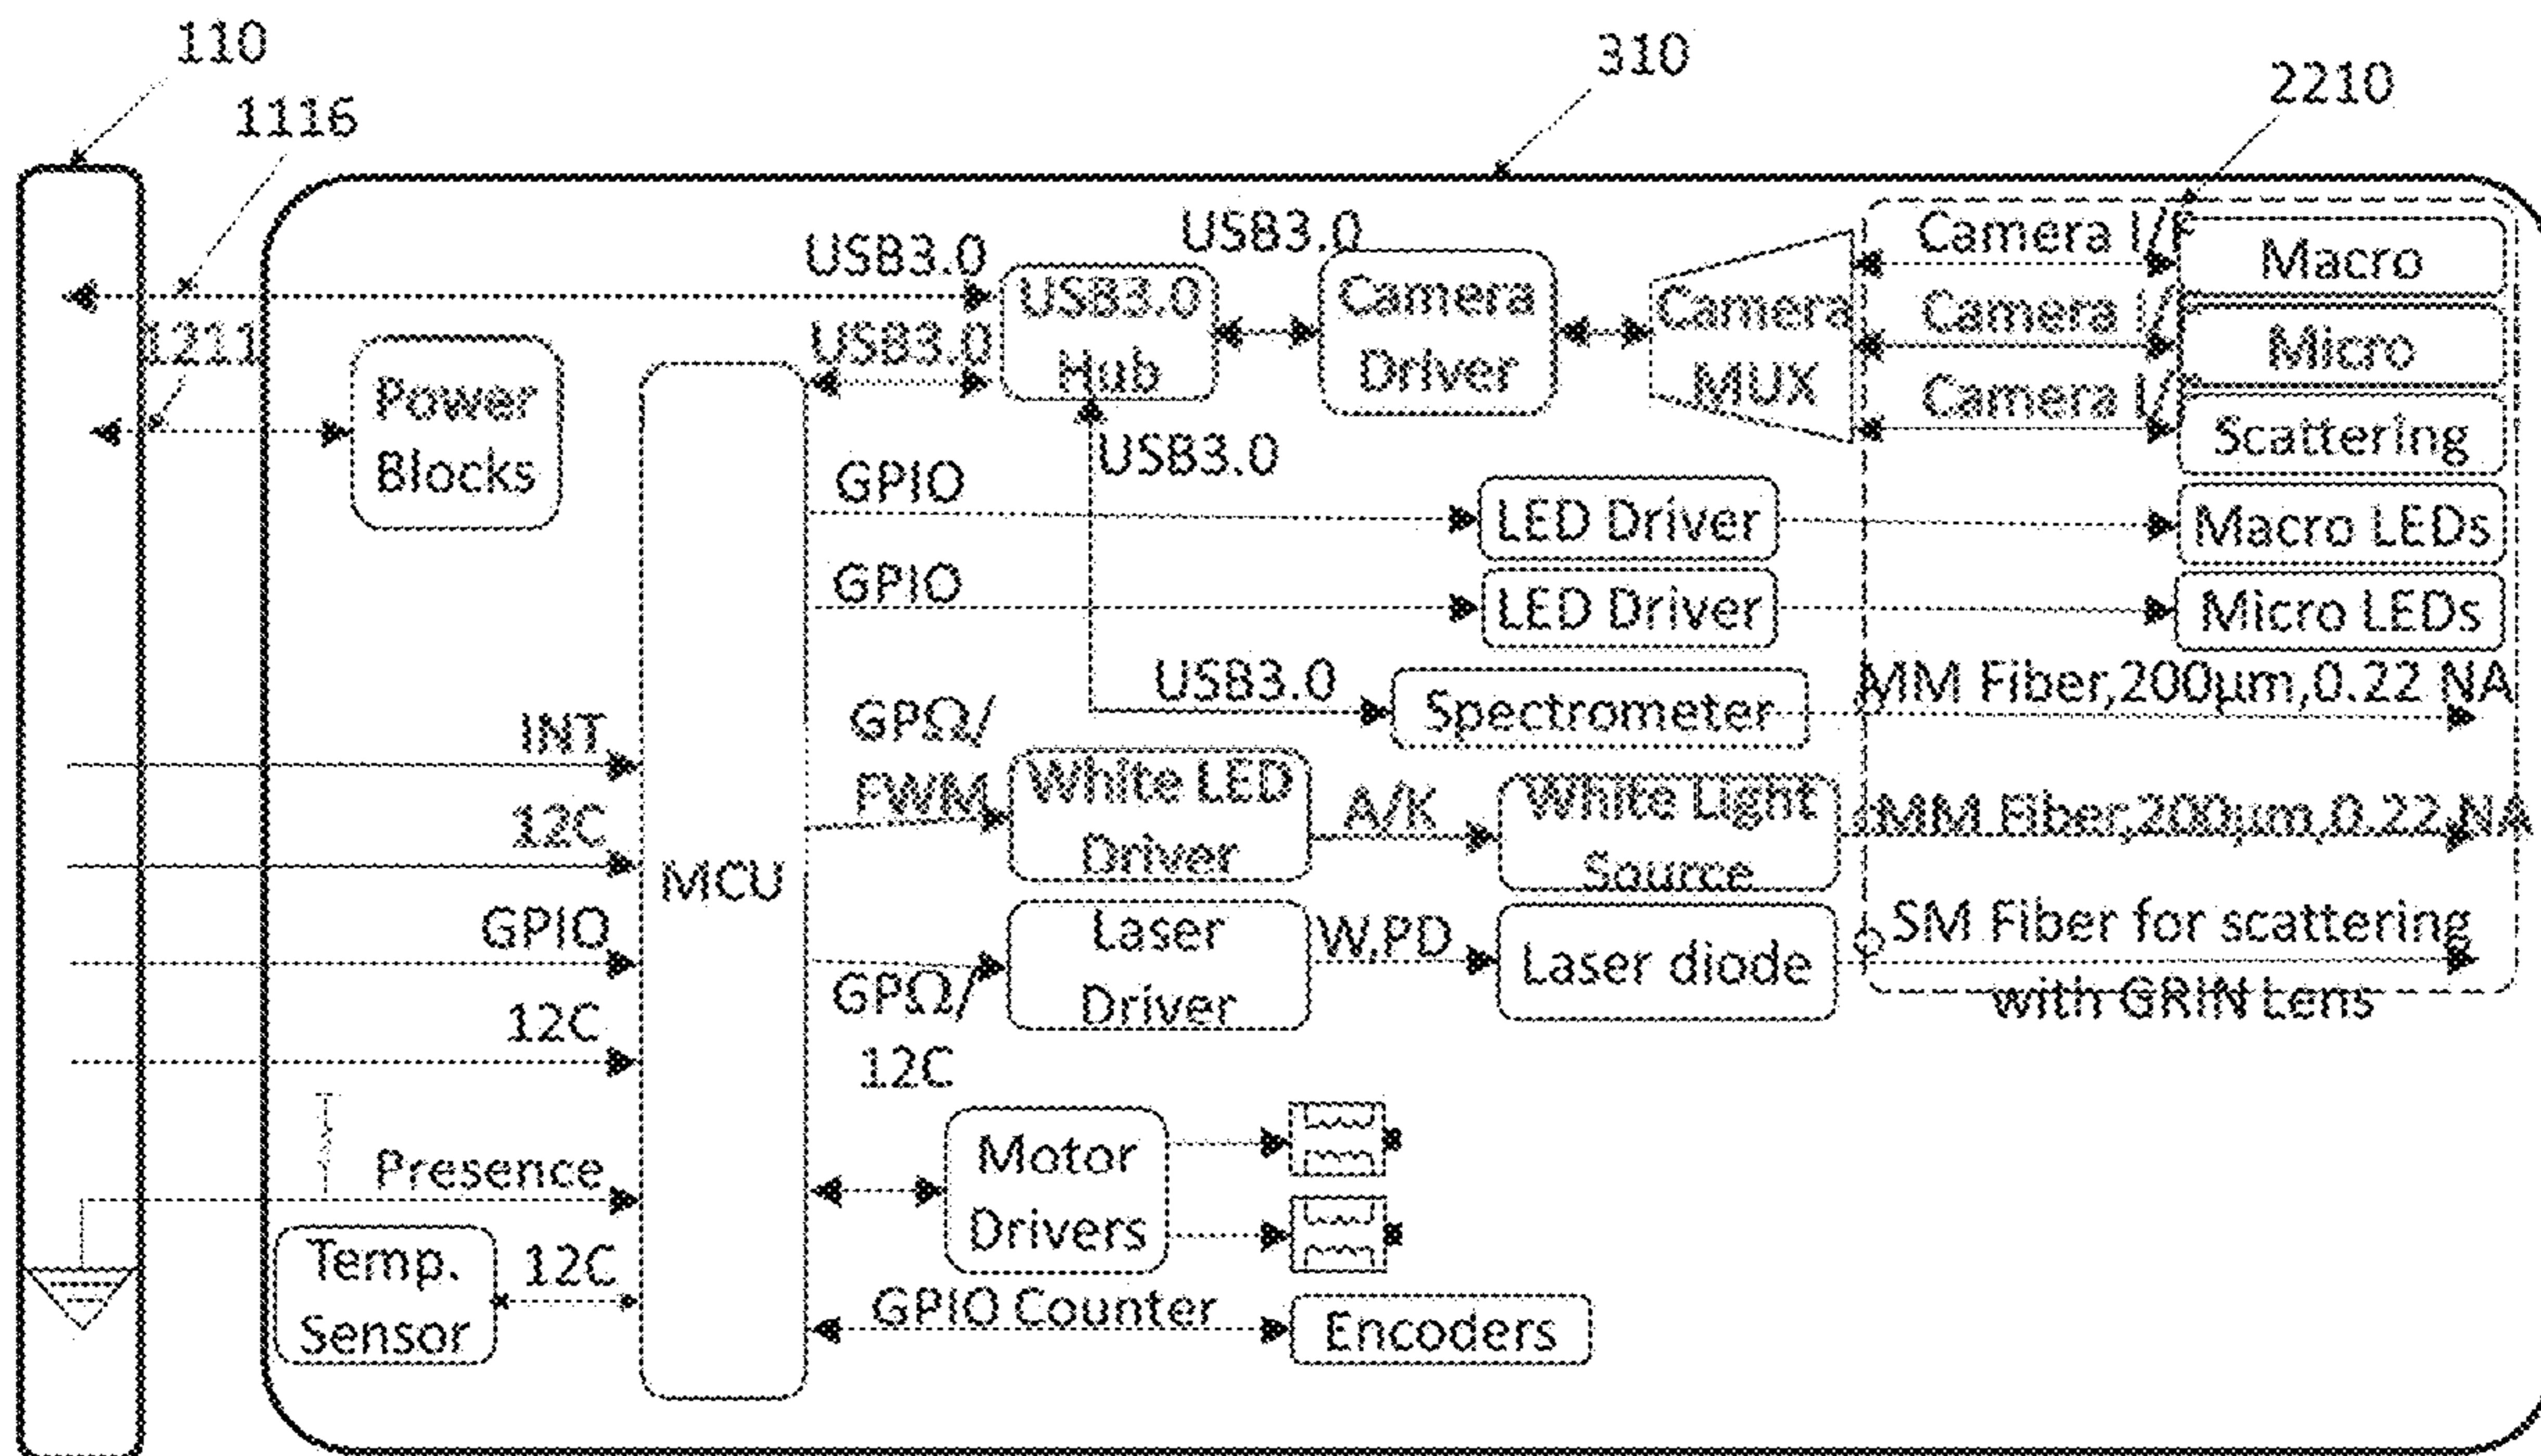 110
310
1116
2210
USB3.0
USB3.0
Camera I/F
Macro
USB3.0
Hub
Camera
Driver
Camera
MUX
Camera I/
Micro
1211
USB3.0
Camera I/
Scattering
Power
Blocks
USB3.0
GPIO
LED Driver
Macro LEDs
GPIO
LED Driver
Micro LEDs
USB3.0
Spectrometer
MM Fiber,200μm,0.22 NA
INT
GPΩ/
FWM
White LED
Driver
A/K
White Light
Source
MM Fiber,200μm,0.22 NA
12C
MCU
GPIO
Laser
Driver
W,PD
Laser diode
SM Fiber for scattering
with GRIN Lens
GPΩ/
12C
12C
Presence
Motor
Drivers
Temp.
Sensor
12C
GPIO Counter
Encoders